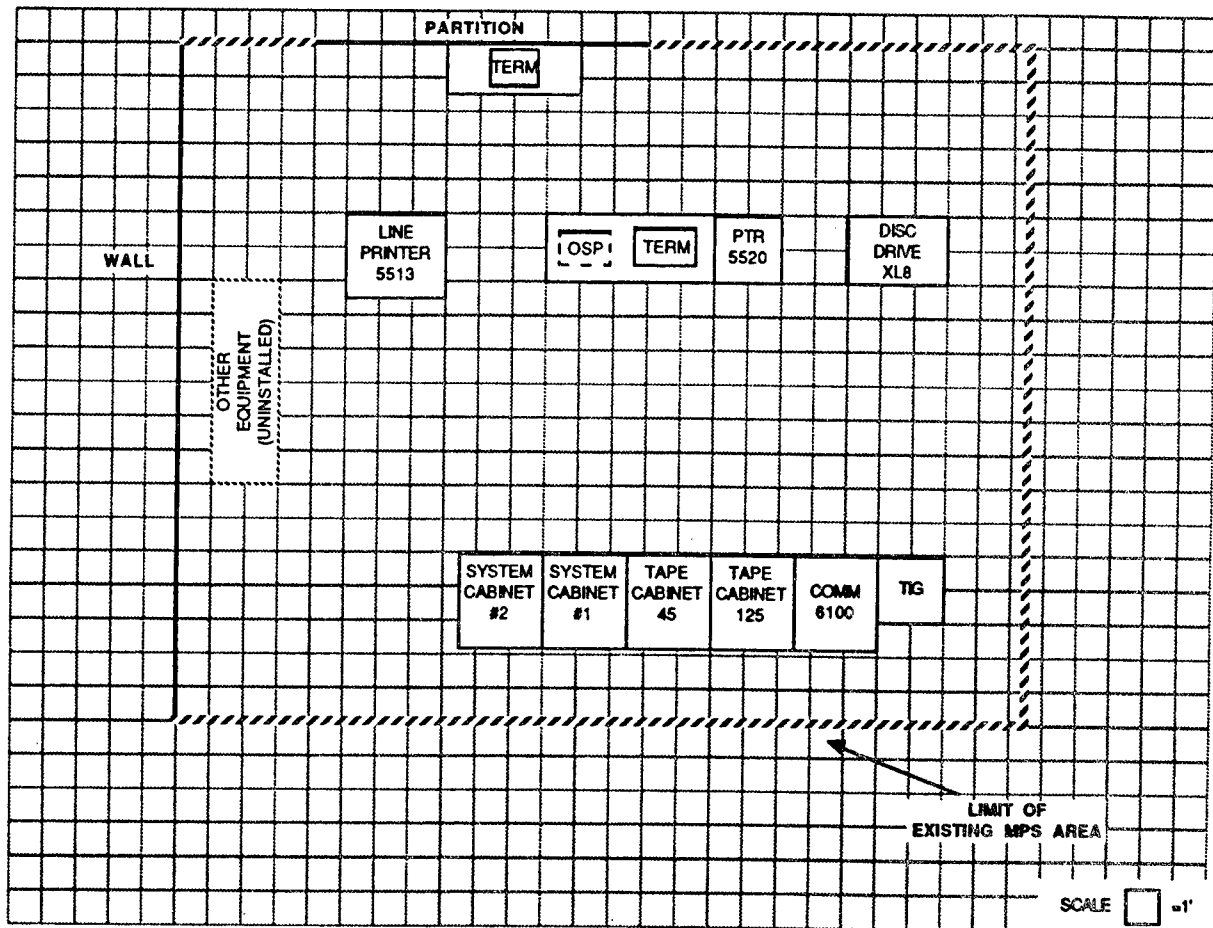 PARTITION
TERM
WALL
LINE
PRINTER
5513
OSP
TERM
PTR
5520
DISC
DRIVE
XL8
OTHER
EQUIPMENT
(UNINSTALLED)
SYSTEM
CABINET
#2
SYSTEM
CABINET
#1
TAPE
CABINET
45
TAPE
CABINET
125
COMM
6100
TIG
LIMIT OF
EXISTING MPS AREA
SCALE =1'